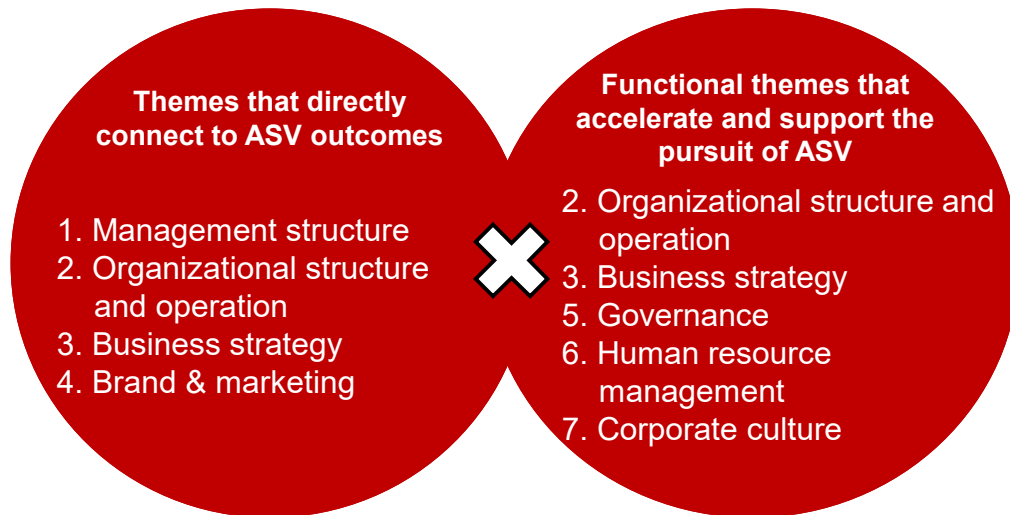 Themes that directly
connect to ASV outcomes
1. Management structure
2. Organizational structure
and operation
3. Business strategy
4. Brand & marketing
Functional themes that
accelerate and support the
pursuit of ASV
2. Organizational structure and
operation
3. Business strategy
5. Governance
6. Human resource
management
7. Corporate culture